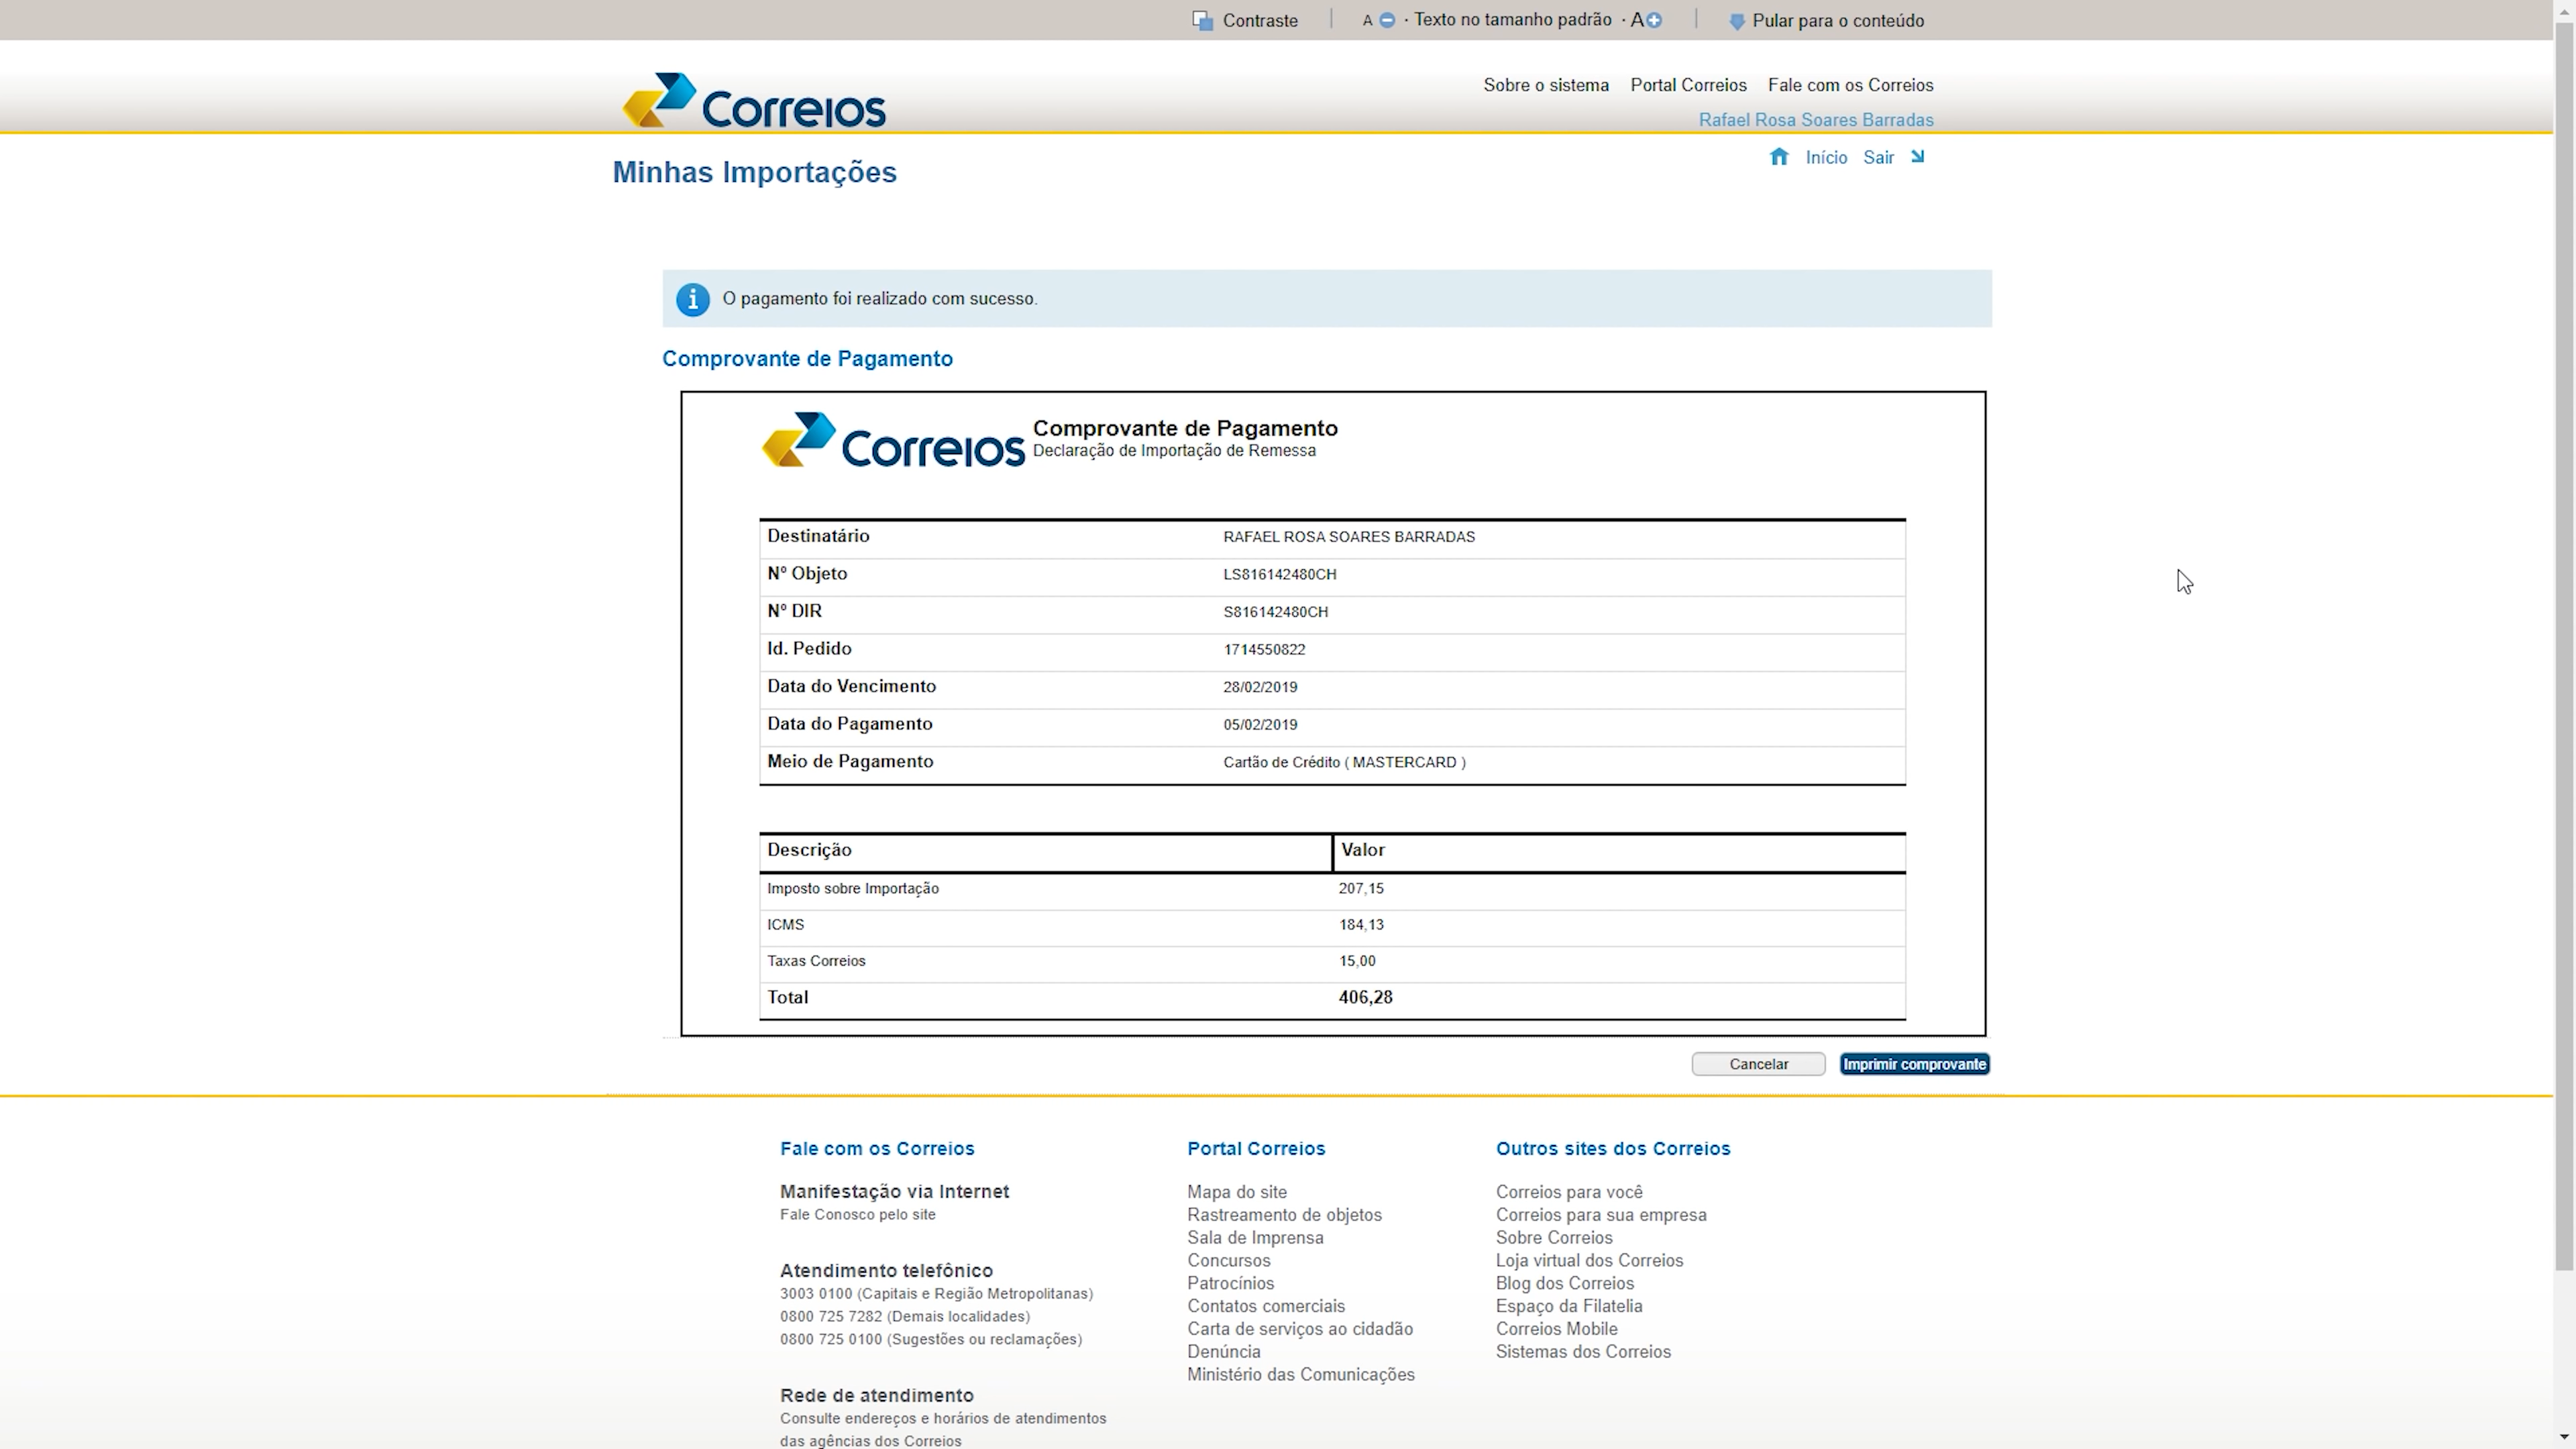 Contraste
A · Texto no tamanho padrão · A
Pular para o conteúdo
Correios
Sobre o sistema Portal Correios Fale com os Correios
Rafael Rosa Soares Barradas
Minhas Importações
Início Sair
O pagamento foi realizado com sucesso.
Comprovante de Pagamento
Correios
Comprovante de Pagamento
Declaração de Importação de Remessa
Destinatário RAFAEL ROSA SOARES BARRADAS
Nº Objeto LS816142480CH
Nº DIR S816142480CH
Id. Pedido 1714550822
Data do Vencimento 28/02/2019
Data do Pagamento 05/02/2019
Meio de Pagamento Cartão de Crédito ( MASTERCARD )
Descrição Valor
Imposto sobre Importação 207,15
ICMS 184,13
Taxas Correios 15,00
Total 406,28
Cancelar Imprimir comprovante
Fale com os Correios
Manifestação via Internet
Fale Conosco pelo site
Atendimento telefônico
3003 0100 (Capitais e Região Metropolitanas)
0800 725 7282 (Demais localidades)
0800 725 0100 (Sugestões ou reclamações)
Rede de atendimento
Consulte endereços e horários de atendimentos
das agências dos Correios
Portal Correios
Mapa do site
Rastreamento de objetos
Sala de Imprensa
Concursos
Patrocínios
Contatos comerciais
Carta de serviços ao cidadão
Denúncia
Ministério das Comunicações
Outros sites dos Correios
Correios para você
Correios para sua empresa
Sobre Correios
Loja virtual dos Correios
Blog dos Correios
Espaço da Filatelia
Correios Mobile
Sistemas dos Correios